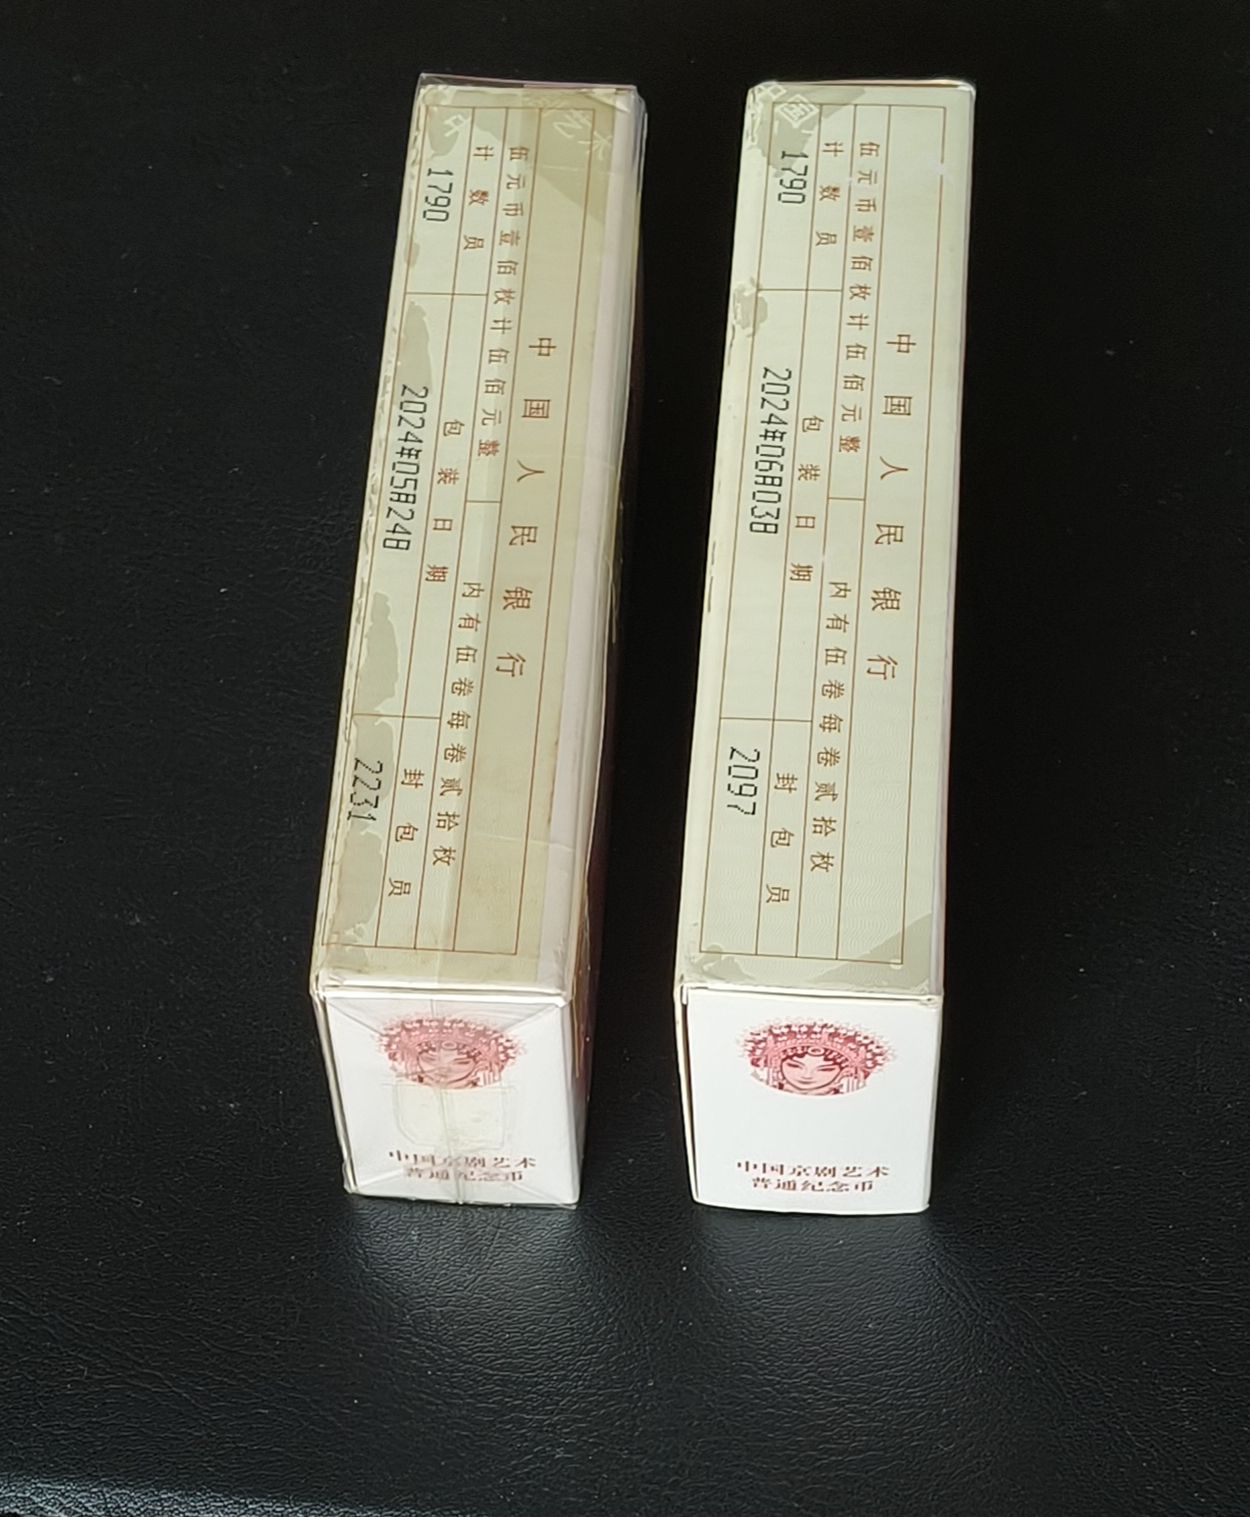 中国人民银行
伍元币壹佰枚计伍佰元整
内有伍卷每卷贰拾枚
计数员
包装日期
封包员
1790
2024年05月24日
2231
中国京剧艺术
普通纪念币
中国
中国人民银行
伍元币壹佰枚计伍佰元整
内有伍卷每卷贰拾枚
计数员
包装日期
封包员
1790
2024年06月03日
2097
中国京剧艺术
普通纪念币